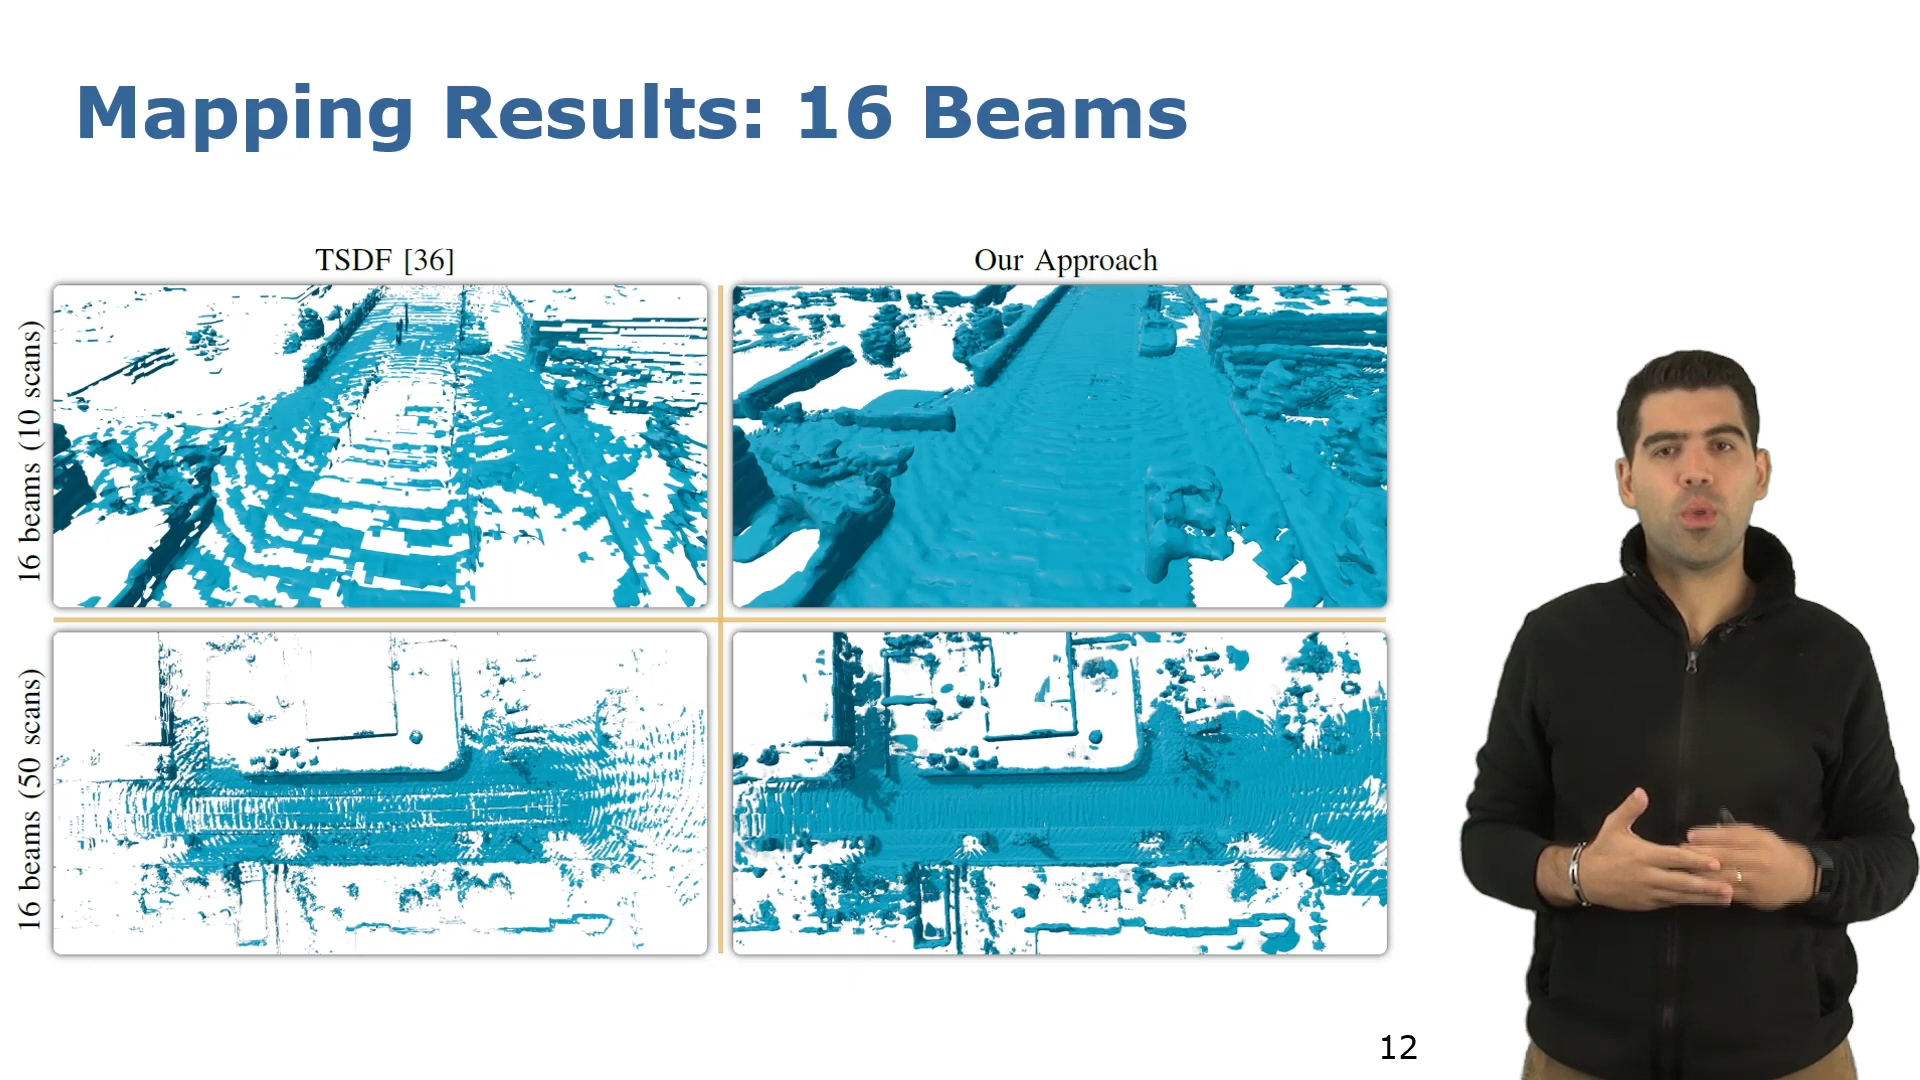 Mapping Results: 16 Beams
TSDF [36]
Our Approach
16 beams (10 scans)
16 beams (50 scans)
12